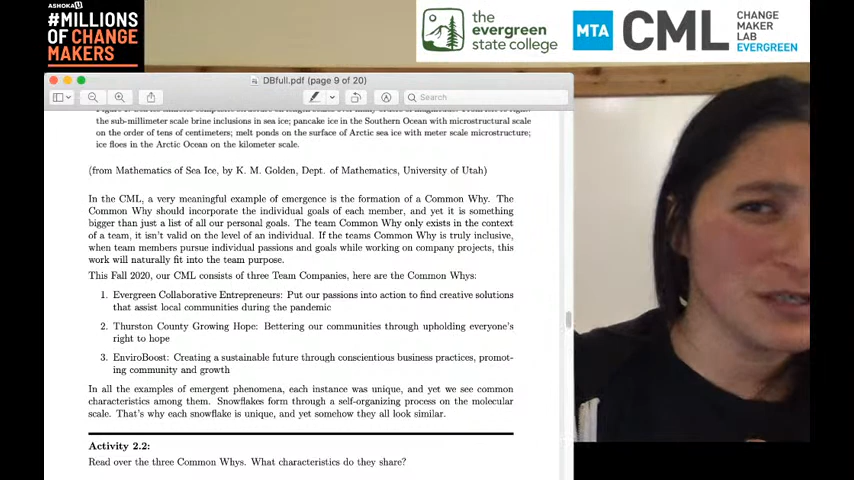 ASHOKA U
#MILLIONS
OF CHANGE
MAKERS
the
evergreen
state college
MTA
CML
CHANGE
MAKER
LAB
EVERGREEN
DBfull.pdf (page 9 of 20)
Search
the sub-millimeter scale brine inclusions in sea ice; pancake ice in the Southern Ocean with microstructural scale
on the order of tens of centimeters; melt ponds on the surface of Arctic sea ice with meter scale microstructure;
ice floes in the Arctic Ocean on the kilometer scale.
(from Mathematics of Sea Ice, by K. M. Golden, Dept. of Mathematics, University of Utah)
In the CML, a very meaningful example of emergence is the formation of a Common Why. The
Common Why should incorporate the individual goals of each member, and yet it is something
bigger than just a list of all our personal goals. The team Common Why only exists in the context
of a team, it isn't valid on the level of an individual. If the teams Common Why is truly inclusive,
when team members pursue individual passions and goals while working on company projects, this
work will naturally fit into the team purpose.
This Fall 2020, our CML consists of three Team Companies, here are the Common Whys:
1. Evergreen Collaborative Entrepreneurs: Put our passions into action to find creative solutions
that assist local communities during the pandemic
2. Thurston County Growing Hope: Bettering our communities through upholding everyone's
right to hope
3. EnviroBoost: Creating a sustainable future through conscientious business practices, promot-
ing community and growth
In all the examples of emergent phenomena, each instance was unique, and yet we see common
characteristics among them. Snowflakes form through a self-organizing process on the molecular
scale. That's why each snowflake is unique, and yet somehow they all look similar.
Activity 2.2:
Read over the three Common Whys. What characteristics do they share?